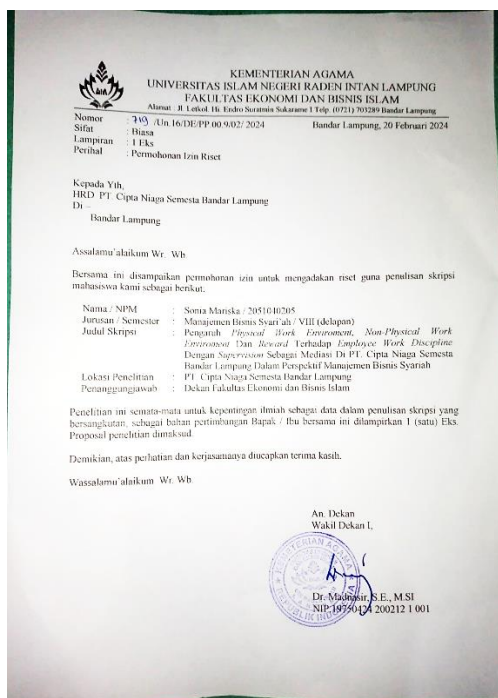 KEMENTERIAN AGAMA
UNIVERSITAS ISLAM NEGERI RADEN INTAN LAMPUNG
FAKULTAS EKONOMI DAN BISNIS ISLAM
Alamat : Jl. Letkol. Hi. Endro Suratmin Sukarame I Telp. (0721) 703289 Bandar Lampung
Nomor : 719 /Un.16/DE/PP.00.9/02/ 2024 Bandar Lampung, 20 Februari 2024
Sifat : Biasa
Lampiran : 1 Eks
Perihal : Permohonan Izin Riset
Kepada Yth,
HRD PT. Cipta Niaga Semesta Bandar Lampung
Di –
Bandar Lampung
Assalamu'alaikum Wr. Wb.
Bersama ini disampaikan permohonan izin untuk mengadakan riset guna penulisan skripsi
mahasiswa kami sebagai berikut.
Nama / NPM : Sonia Mariska / 2051040205
Jurusan / Semester : Manajemen Bisnis Syari'ah / VIII (delapan)
Judul Skripsi : Pengaruh Physical Work Enviroment, Non-Physical Work
Enviroment Dan Reward Terhadap Employee Work Discipline
Dengan Supervision Sebagai Mediasi Di PT. Cipta Niaga Semesta
Bandar Lampung Dalam Perspektif Manajemen Bisnis Syariah
Lokasi Penelitian : PT. Cipta Niaga Semesta Bandar Lampung
Penanggungjawab : Dekan Fakultas Ekonomi dan Bisnis Islam
Penelitian ini semata-mata untuk kepentingan ilmiah sebagai data dalam penulisan skripsi yang
bersangkutan, sebagai bahan pertimbangan Bapak / Ibu bersama ini dilampirkan 1 (satu) Eks.
Proposal penelitian dimaksud.
Demikian, atas perhatian dan kerjasamanya diucapkan terima kasih.
Wassalamu'alaikum Wr. Wb.
An. Dekan
Wakil Dekan I,
KEMENTERIAN AGAMA
REPUBLIK INDONESIA
Dr. Madnasir, S.E., M.SI
NIP.19750424 200212 1 001